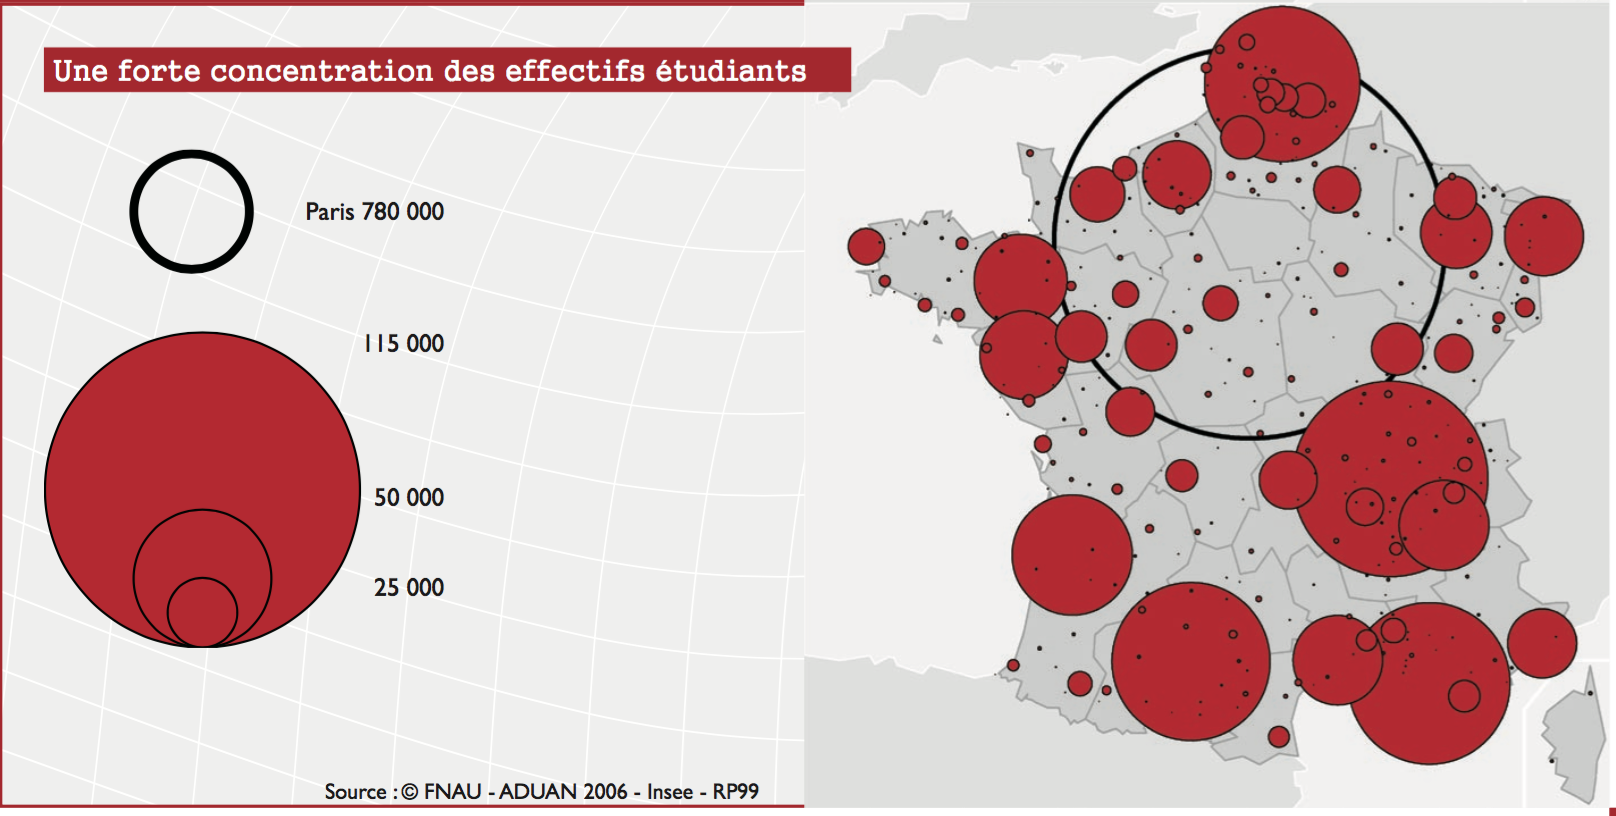 Une forte concentration des effectifs étudiants
Paris 780 000
115 000
50 000
25 000
Source : © FNAU - ADUAN 2006 - Insee - RP99